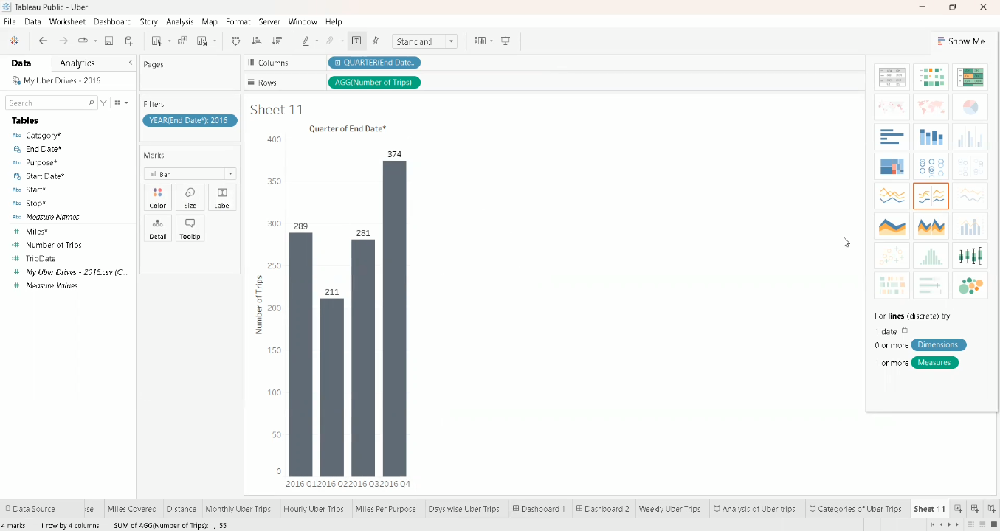 Tableau Public - Uber
File Data Worksheet Dashboard Story Analysis Map Format Server Window Help
Standard
Show Me
Data Analytics
My Uber Drives - 2016
Search
Tables
Abc Category*
End Date*
Abc Purpose*
Start Date*
Abc Start*
Abc Stop*
Abc Measure Names
# Miles*
# Number of Trips
# TripDate
# My Uber Drives - 2016.csv (C...
# Measure Values
Pages
Filters
YEAR(End Date*): 2016
Marks
Bar
Color Size Label
Detail Tooltip
Columns QUARTER(End Date..
Rows AGG(Number of Trips)
Sheet 11
Quarter of End Date*
Number of Trips
400
350
300
250
200
150
100
50
0
289
211
281
374
2016 Q1 2016 Q2 2016 Q3 2016 Q4
For lines (discrete) try
1 date
0 or more Dimensions
1 or more Measures
Data Source ose Miles Covered Distance Monthly Uber Trips Hourly Uber Trips Miles Per Purpose Days wise Uber Trips Dashboard 1 Dashboard 2 Weekly Uber Trips Analysis of Uber trips Categories of Uber Trips Sheet 11
4 marks 1 row by 4 columns SUM of AGG(Number of Trips): 1,155